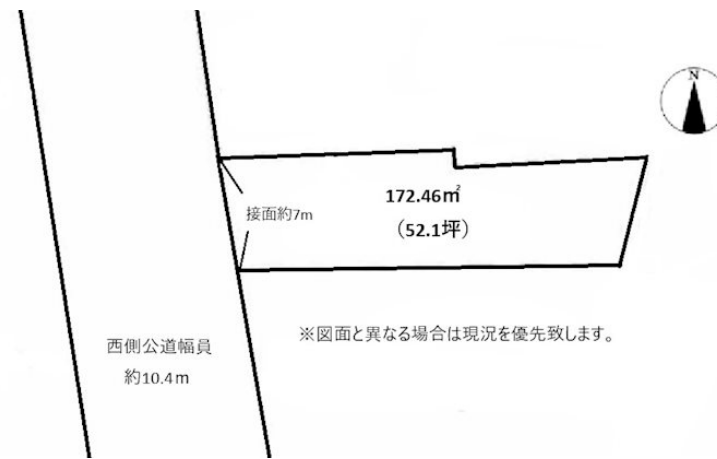 N
172.46㎡
（52.1坪）
接面約7m
※図面と異なる場合は現況を優先致します。
西側公道幅員
約10.4ｍ